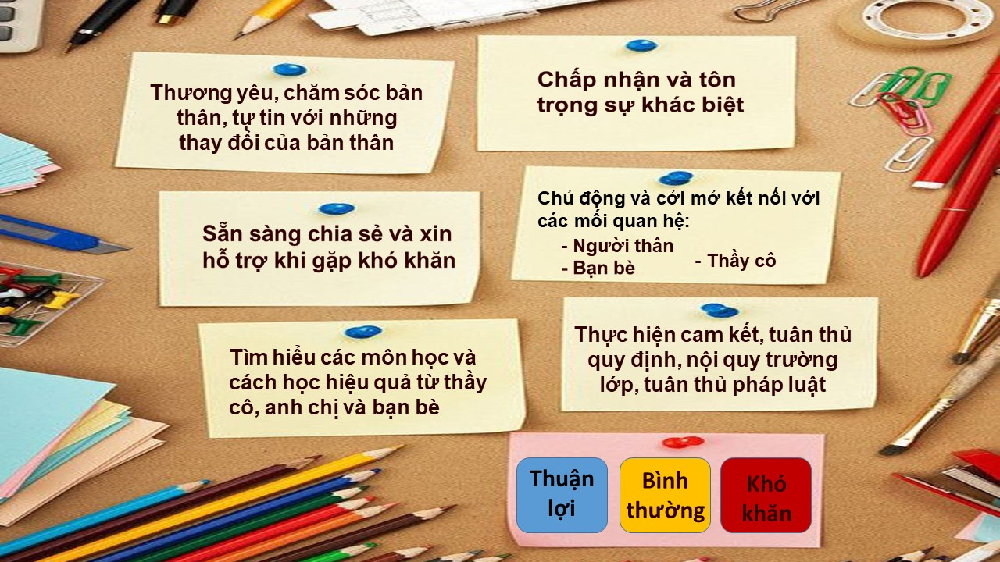 Thương yêu, chăm sóc bản
thân, tự tin với những
thay đổi của bản thân
Chấp nhận và tôn
trọng sự khác biệt
Sẵn sàng chia sẻ và xin
hỗ trợ khi gặp khó khăn
Chủ động và cởi mở kết nối với
các mối quan hệ:
- Người thân
- Bạn bè
- Thầy cô
Tìm hiểu các môn học và
cách học hiệu quả từ thầy
cô, anh chị và bạn bè
Thực hiện cam kết, tuân thủ
quy định, nội quy trường
lớp, tuân thủ pháp luật
Thuận
lợi
Bình
thường
Khó
khăn